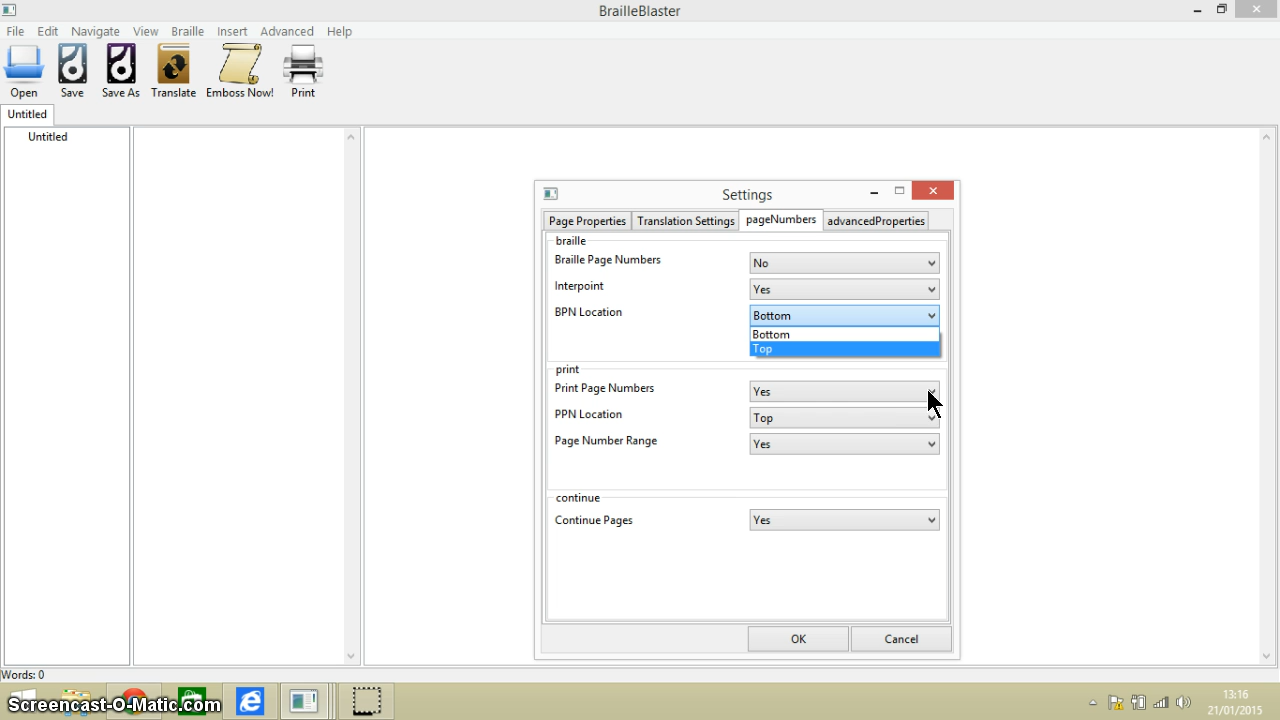 BrailleBlaster
File Edit Navigate View Braille Insert Advanced Help
Open Save Save As Translate Emboss Now! Print
Untitled
Untitled
Settings
Page Properties Translation Settings pageNumbers advancedProperties
braille
Braille Page Numbers No
Interpoint Yes
BPN Location Bottom
Bottom
Top
print
Print Page Numbers Yes
PPN Location Top
Page Number Range Yes
continue
Continue Pages Yes
OK Cancel
Words: 0
Screencast-O-Matic.com
13:16
21/01/2015